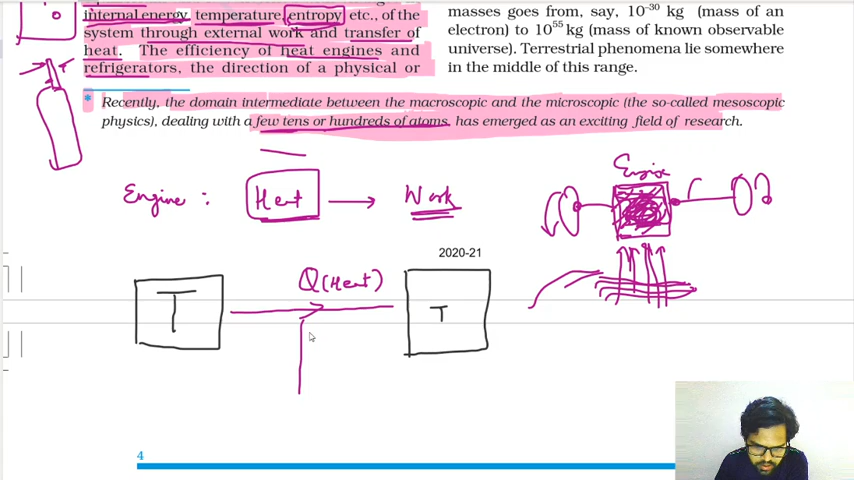 internal energy, temperature, entropy etc., of the
system through external work and transfer of
heat. The efficiency of heat engines and
refrigerators, the direction of a physical or
masses goes from, say, 10⁻³⁰ kg (mass of an
electron) to 10⁵⁵ kg (mass of known observable
universe). Terrestrial phenomena lie somewhere
in the middle of this range.
* Recently, the domain intermediate between the macroscopic and the microscopic (the so-called mesoscopic
physics), dealing with a few tens or hundreds of atoms, has emerged as an exciting field of research.
Engine : Heat → Work
Engine
2020-21
Q(Heat)
T
T
4